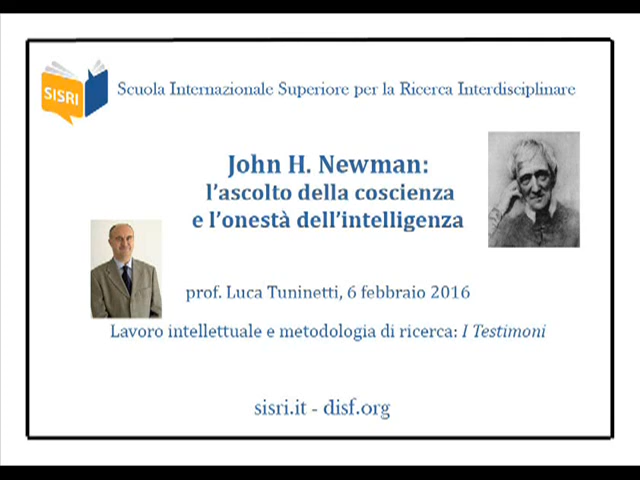 SISRI
Scuola Internazionale Superiore per la Ricerca Interdisciplinare
John H. Newman:
l'ascolto della coscienza
e l'onestà dell'intelligenza
prof. Luca Tuninetti, 6 febbraio 2016
Lavoro intellettuale e metodologia di ricerca: I Testimoni
sisri.it - disf.org